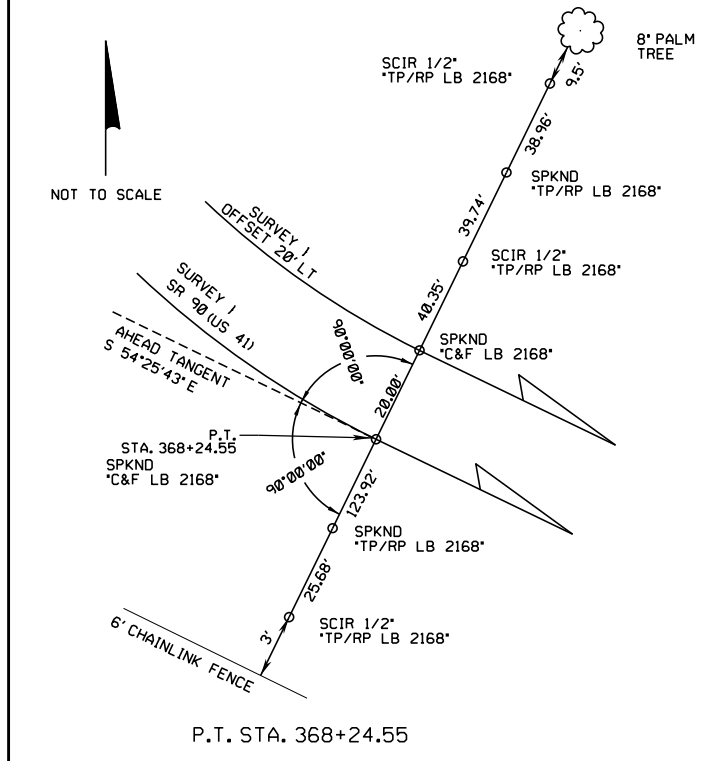 8" PALM
TREE
9.5'
SCIR 1/2"
"TP/RP LB 2168"
38.96'
NOT TO SCALE
SPKND
"TP/RP LB 2168"
39.74'
SURVEY 1
OFFSET 20' LT
SCIR 1/2"
"TP/RP LB 2168"
SURVEY 1
SR 90 (US 41)
40.35'
SPKND
"C&F LB 2168"
AHEAD TANGENT
S 54°25'43" E
90°00'00"
20.00'
P.T.
STA. 368+24.55
SPKND
"C&F LB 2168"
90°00'00"
123.92'
SPKND
"TP/RP LB 2168"
25.68'
SCIR 1/2"
"TP/RP LB 2168"
3'
6' CHAINLINK FENCE
P.T. STA. 368+24.55